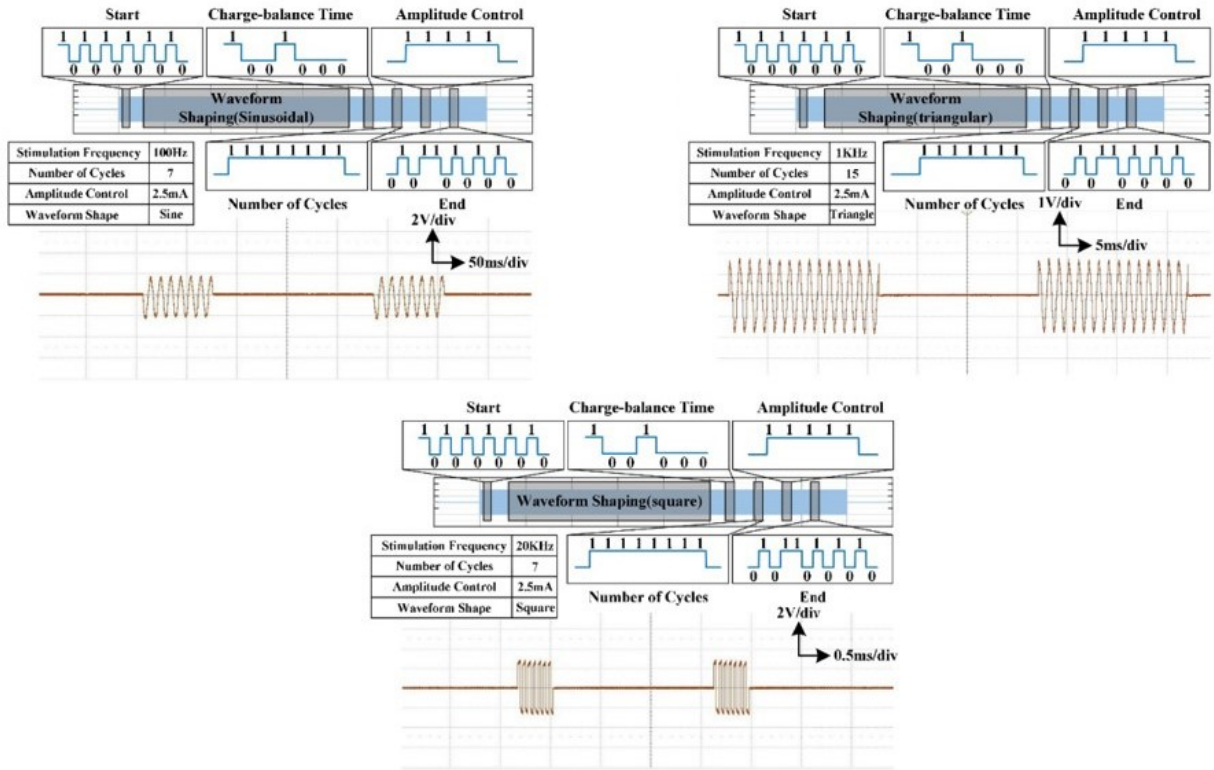 Start Charge-balance Time Amplitude Control
1 1 1 1 1 1 1 1 1 1 1 1 1
0 0 0 0 0 0 0 0 0 0 0
Waveform
Shaping(Sinusoidal)
Stimulation Frequency 100Hz
Number of Cycles 7
Amplitude Control 2.5mA
Waveform Shape Sine
1 1 1 1 1 1 1 1 1 1 1 1 1 1
0 0 0 0 0 0
Number of Cycles End
2V/div
50ms/div
Start Charge-balance Time Amplitude Control
1 1 1 1 1 1 1 1 1 1 1 1 1
0 0 0 0 0 0 0 0 0 0 0
Waveform
Shaping(triangular)
Stimulation Frequency 1KHz
Number of Cycles 15
Amplitude Control 2.5mA
Waveform Shape Triangle
1 1 1 1 1 1 1 1 1 1 1 1 1 1
0 0 0 0 0 0
Number of Cycles End
1V/div
5ms/div
Start Charge-balance Time Amplitude Control
1 1 1 1 1 1 1 1 1 1 1 1 1
0 0 0 0 0 0 0 0 0 0 0
Waveform Shaping(square)
Stimulation Frequency 20KHz
Number of Cycles 7
Amplitude Control 2.5mA
Waveform Shape Square
1 1 1 1 1 1 1 1 1 1 1 1 1 1
0 0 0 0 0 0
Number of Cycles End
2V/div
0.5ms/div